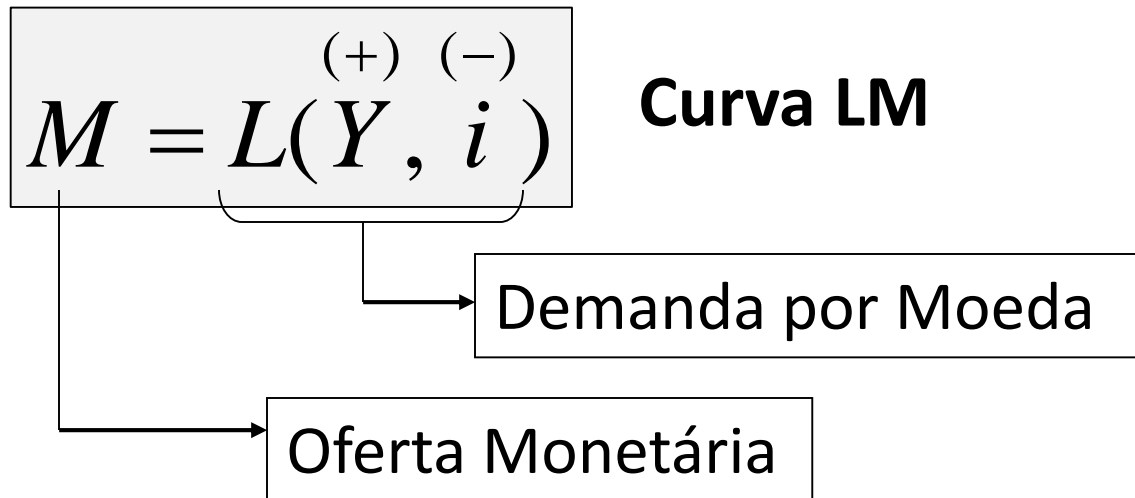 (+) (−)
M = L(Y, i)
Curva LM
Demanda por Moeda
Oferta Monetária